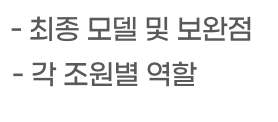 - 최종 모델 및 보완점
- 각 조원별 역할